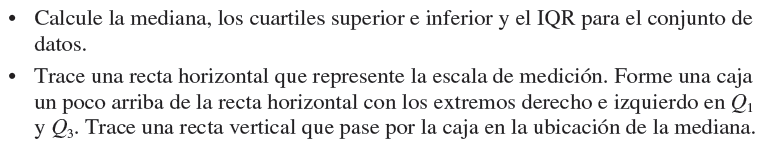 • Calcule la mediana, los cuartiles superior e inferior y el IQR para el conjunto de
datos.
• Trace una recta horizontal que represente la escala de medición. Forme una caja
un poco arriba de la recta horizontal con los extremos derecho e izquierdo en Q₁
y Q₃. Trace una recta vertical que pase por la caja en la ubicación de la mediana.